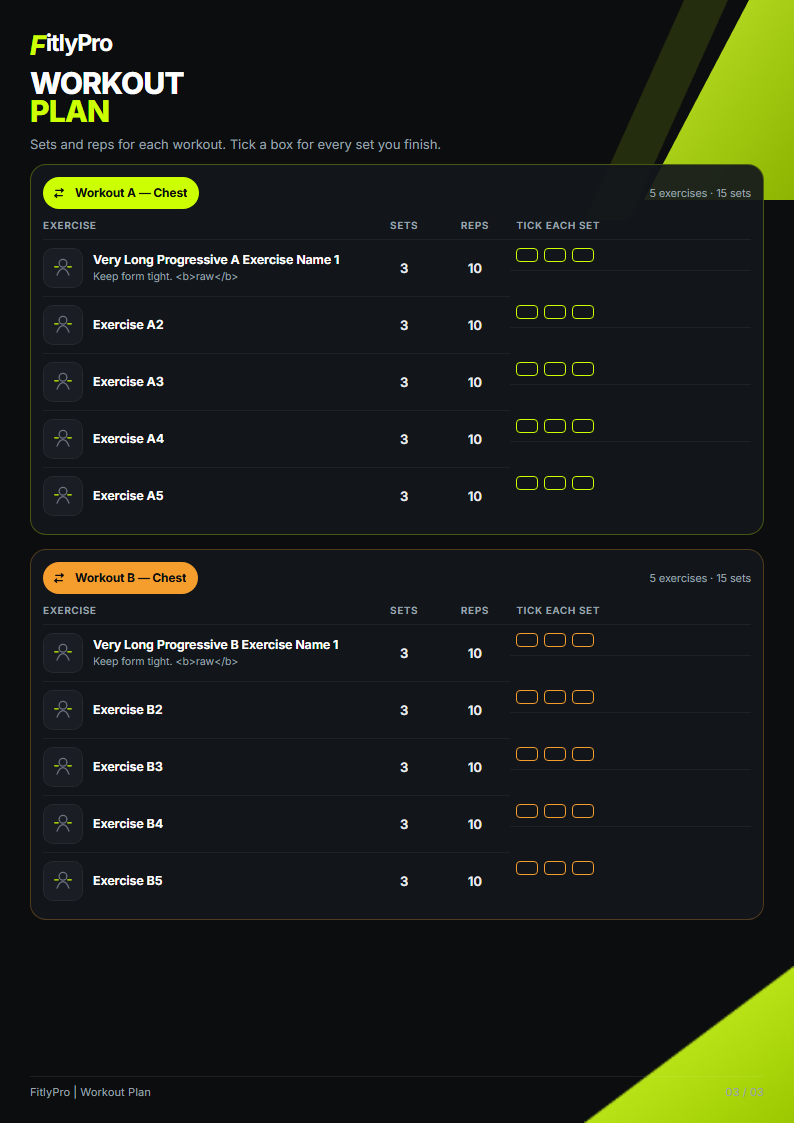 FitlyPro
WORKOUT
PLAN
Sets and reps for each workout. Tick a box for every set you finish.
Workout A — Chest
5 exercises · 15 sets
EXERCISE SETS REPS TICK EACH SET
Very Long Progressive A Exercise Name 1 3 10
Keep form tight. <b>raw</b>
Exercise A2 3 10
Exercise A3 3 10
Exercise A4 3 10
Exercise A5 3 10
Workout B — Chest
5 exercises · 15 sets
EXERCISE SETS REPS TICK EACH SET
Very Long Progressive B Exercise Name 1 3 10
Keep form tight. <b>raw</b>
Exercise B2 3 10
Exercise B3 3 10
Exercise B4 3 10
Exercise B5 3 10
FitlyPro | Workout Plan
03 / 03